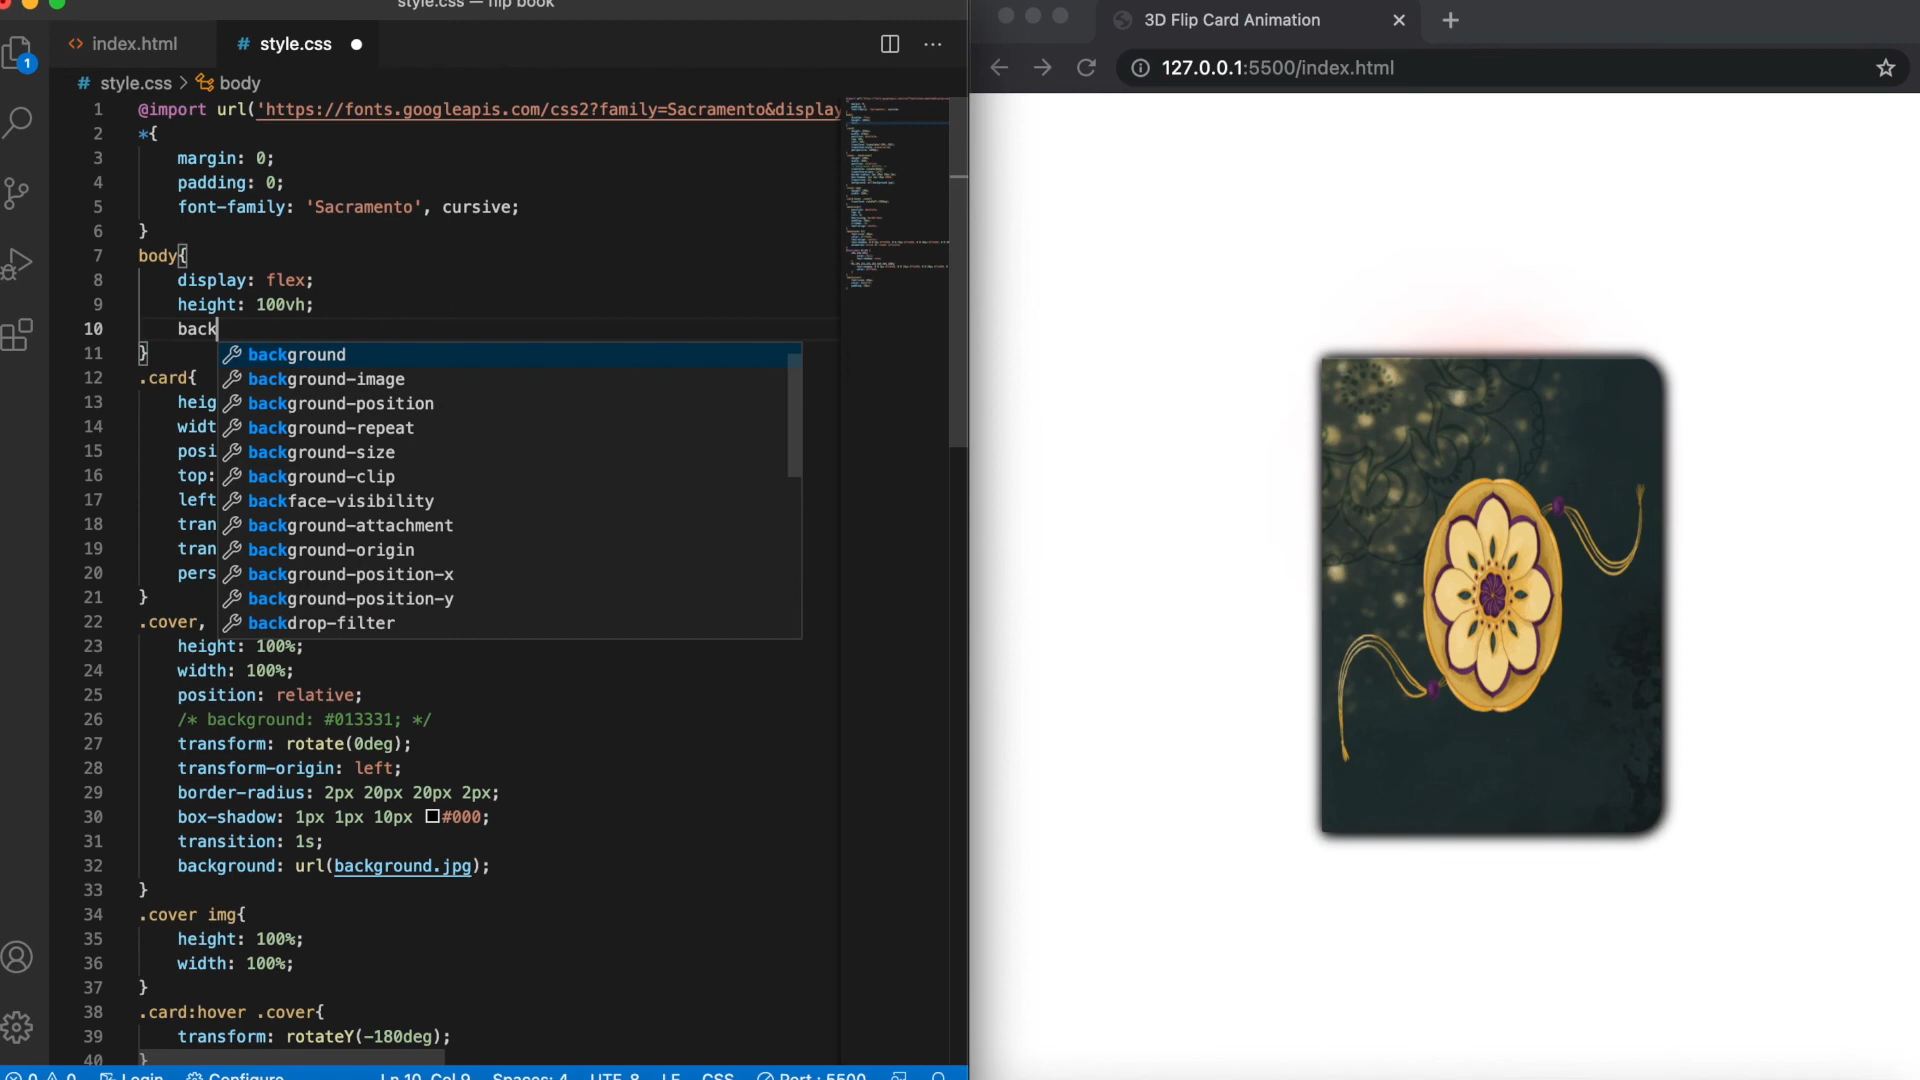 style.css — flip book
index.html
style.css
style.css > body
1 @import url('https://fonts.googleapis.com/css2?family=Sacramento&display
2 *{
3 margin: 0;
4 padding: 0;
5 font-family: 'Sacramento', cursive;
6 }
7 body{
8 display: flex;
9 height: 100vh;
10 back
background
background-image
background-position
background-repeat
background-size
background-clip
backface-visibility
background-attachment
background-origin
background-position-x
background-position-y
backdrop-filter
11 }
12 .card{
13 heig
14 widt
15 posi
16 top:
17 left
18 tran
19 tran
20 pers
21 }
22 .cover,
23 height: 100%;
24 width: 100%;
25 position: relative;
26 /* background: #013331; */
27 transform: rotate(0deg);
28 transform-origin: left;
29 border-radius: 2px 20px 20px 2px;
30 box-shadow: 1px 1px 10px #000;
31 transition: 1s;
32 background: url(background.jpg);
33 }
34 .cover img{
35 height: 100%;
36 width: 100%;
37 }
38 .card:hover .cover{
39 transform: rotateY(-180deg);
40 }
1
0 0 Login Configure Ln 10, Col 9 Spaces: 4 UTF-8 LF CSS Port : 5500
3D Flip Card Animation
127.0.0.1:5500/index.html